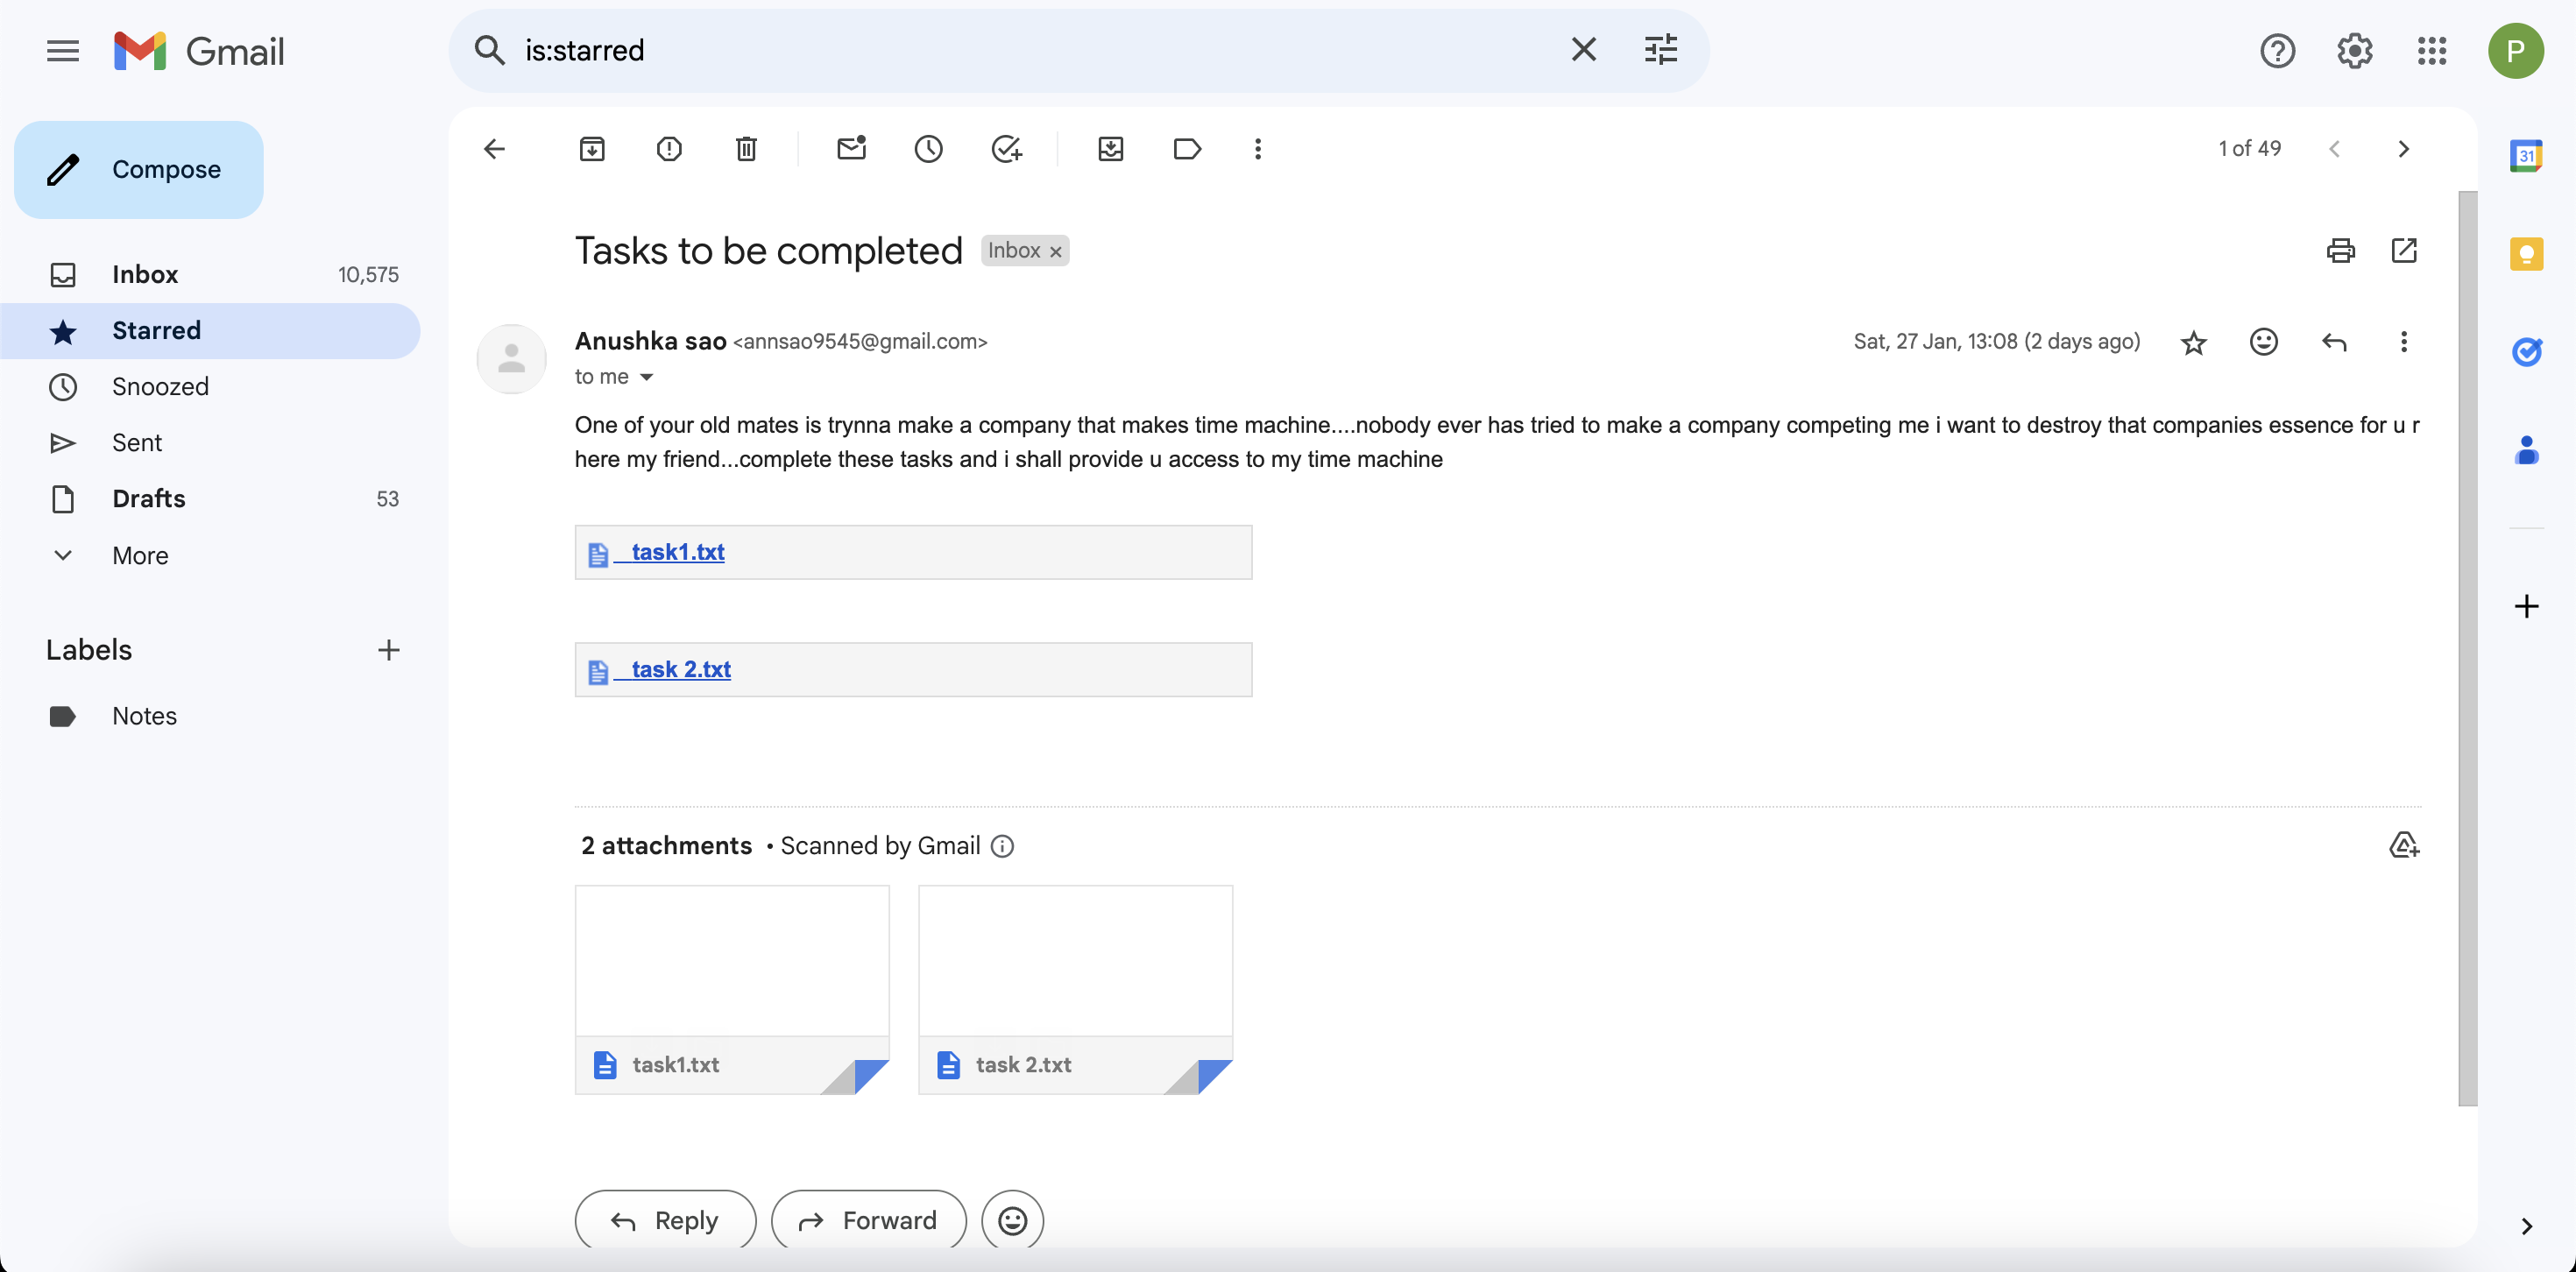 Gmail
is:starred
P
Compose
1 of 49
31
Inbox 10,575
Starred
Snoozed
Sent
Drafts 53
More
Labels
Notes
Tasks to be completed Inbox ×
Anushka sao <annsao9545@gmail.com> Sat, 27 Jan, 13:08 (2 days ago)
to me
One of your old mates is trynna make a company that makes time machine....nobody ever has tried to make a company competing me i want to destroy that companies essence for u r
here my friend...complete these tasks and i shall provide u access to my time machine
task1.txt
task 2.txt
2 attachments • Scanned by Gmail
task1.txt task 2.txt
Reply Forward